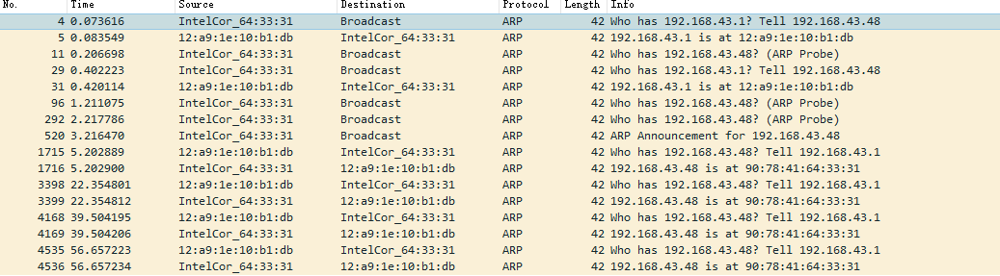 No. Time Source Destination Protocol Length Info
4 0.073616 IntelCor_64:33:31 Broadcast ARP 42 Who has 192.168.43.1? Tell 192.168.43.48
5 0.083549 12:a9:1e:10:b1:db IntelCor_64:33:31 ARP 42 192.168.43.1 is at 12:a9:1e:10:b1:db
11 0.206698 IntelCor_64:33:31 Broadcast ARP 42 Who has 192.168.43.48? (ARP Probe)
29 0.402223 IntelCor_64:33:31 Broadcast ARP 42 Who has 192.168.43.1? Tell 192.168.43.48
31 0.420114 12:a9:1e:10:b1:db IntelCor_64:33:31 ARP 42 192.168.43.1 is at 12:a9:1e:10:b1:db
96 1.211075 IntelCor_64:33:31 Broadcast ARP 42 Who has 192.168.43.48? (ARP Probe)
292 2.217786 IntelCor_64:33:31 Broadcast ARP 42 Who has 192.168.43.48? (ARP Probe)
520 3.216470 IntelCor_64:33:31 Broadcast ARP 42 ARP Announcement for 192.168.43.48
1715 5.202889 12:a9:1e:10:b1:db IntelCor_64:33:31 ARP 42 Who has 192.168.43.48? Tell 192.168.43.1
1716 5.202900 IntelCor_64:33:31 12:a9:1e:10:b1:db ARP 42 192.168.43.48 is at 90:78:41:64:33:31
3398 22.354801 12:a9:1e:10:b1:db IntelCor_64:33:31 ARP 42 Who has 192.168.43.48? Tell 192.168.43.1
3399 22.354812 IntelCor_64:33:31 12:a9:1e:10:b1:db ARP 42 192.168.43.48 is at 90:78:41:64:33:31
4168 39.504195 12:a9:1e:10:b1:db IntelCor_64:33:31 ARP 42 Who has 192.168.43.48? Tell 192.168.43.1
4169 39.504206 IntelCor_64:33:31 12:a9:1e:10:b1:db ARP 42 192.168.43.48 is at 90:78:41:64:33:31
4535 56.657223 12:a9:1e:10:b1:db IntelCor_64:33:31 ARP 42 Who has 192.168.43.48? Tell 192.168.43.1
4536 56.657234 IntelCor_64:33:31 12:a9:1e:10:b1:db ARP 42 192.168.43.48 is at 90:78:41:64:33:31